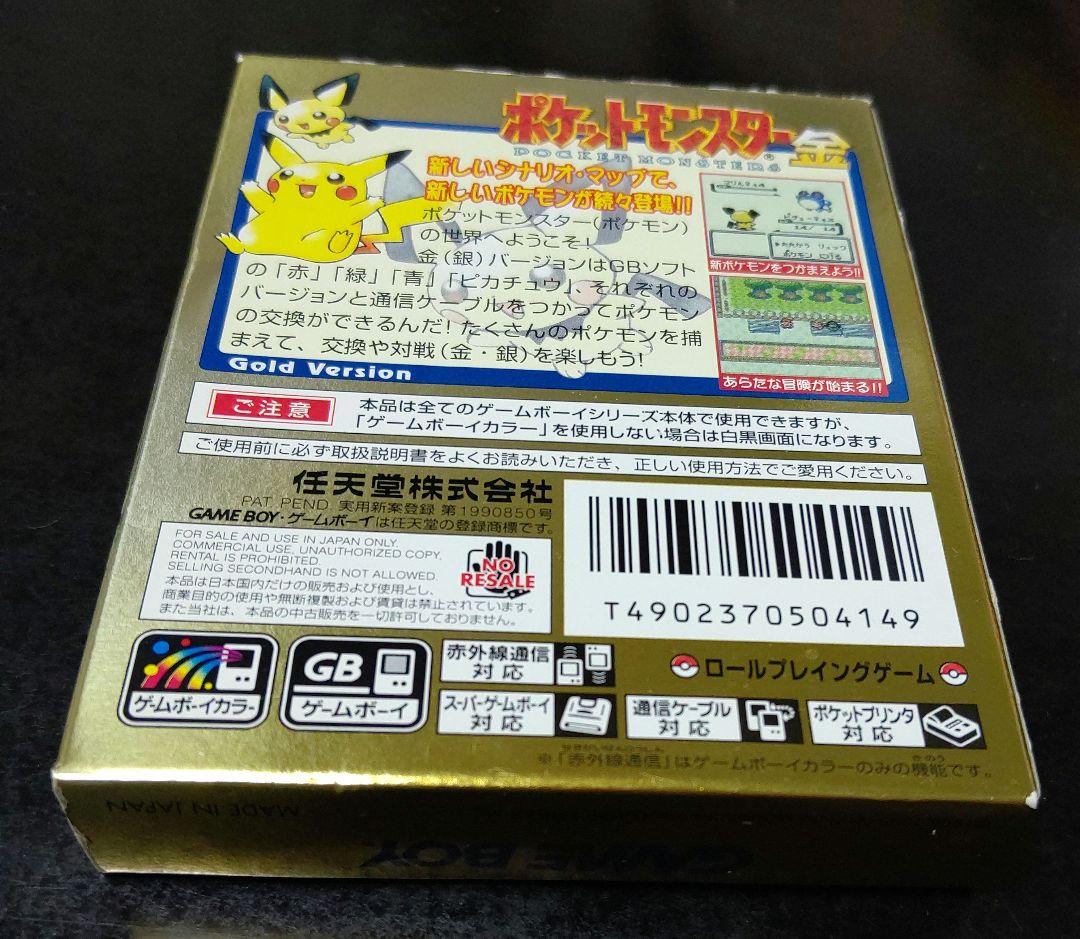 ポケットモンスター金
POCKET MONSTERS®
新しいシナリオ・マップで、
新しいポケモンが続々登場!!
ポケットモンスター(ポケモン)
の世界へようこそ!
金(銀)バージョンはGBソフト
の「赤」「緑」「青」「ピカチュウ」、それぞれの
バージョンと通信ケーブルをつかってポケモン
の交換ができるんだ!たくさんのポケモンを捕
まえて、交換や対戦(金・銀)を楽しもう!
Gold Version
新ポケモンをつかまえよう!!
あらたな冒険が始まる!!
ご注意
本品は全てのゲームボーイシリーズ本体で使用できますが、
「ゲームボーイカラー」を使用しない場合は白黒画面になります。
ご使用前に必ず取扱説明書をよくお読みいただき、正しい使用方法でご愛用ください。
任天堂株式会社
PAT. PEND. 実用新案登録 第1990850号
GAME BOY・ゲームボーイは任天堂の登録商標です。
FOR SALE AND USE IN JAPAN ONLY.
COMMERCIAL USE, UNAUTHORIZED COPY,
RENTAL IS PROHIBITED.
SELLING SECONDHAND IS NOT ALLOWED.
本品は日本国内だけの販売および使用とし、
商業目的の使用や無断複製および賃貸は禁止されています。
また当社は、本品の中古販売を一切許可しておりません。
NO
RESALE
T4902370504149
ゲームボーイカラー
GB
ゲームボーイ
赤外線通信
対応
スーパーゲームボーイ
対応
通信ケーブル
対応
ポケットプリンタ
対応
ロールプレイングゲーム
※「赤外線通信」はゲームボーイカラーのみの機能です。
MADE IN JAPAN
GAME BOY